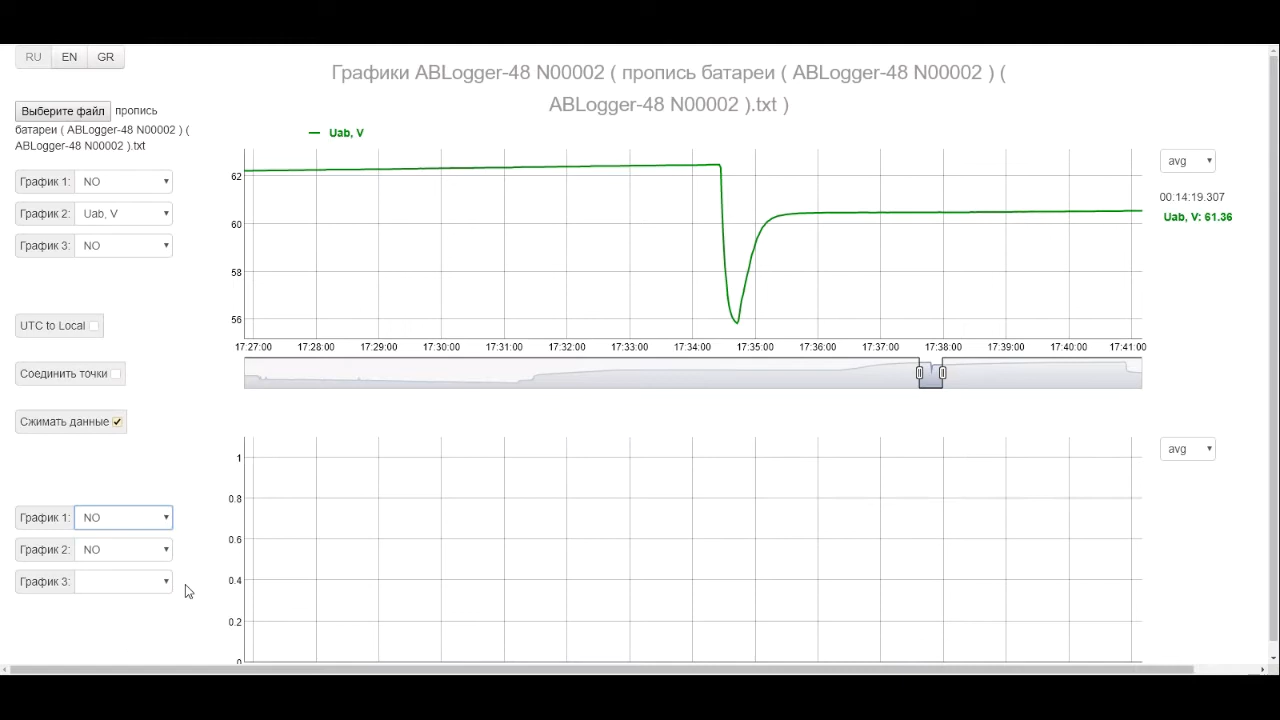 RU EN GR
Графики ABLogger-48 N00002 ( пропись батареи ( ABLogger-48 N00002 ) (
ABLogger-48 N00002 ).txt )
Выберите файл пропись
батареи ( ABLogger-48 N00002 ) (
ABLogger-48 N00002 ).txt
График 1: NO
График 2: Uab, V
График 3: NO
UTC to Local
Соединить точки
Сжимать данные
Uab, V
62
60
58
56
17:27:00 17:28:00 17:29:00 17:30:00 17:31:00 17:32:00 17:33:00 17:34:00 17:35:00 17:36:00 17:37:00 17:38:00 17:39:00 17:40:00 17:41:00
avg
00:14:19.307
Uab, V: 61.36
График 1: NO
График 2: NO
График 3:
1
0.8
0.6
0.4
0.2
0
avg